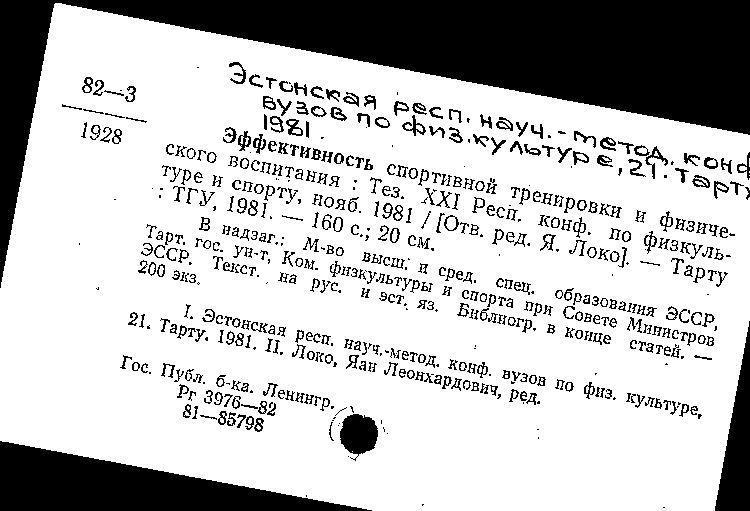 Эстонская респ. науч.-метод. конф
вузов по физ.культуре, 21. Тарту
1981.
82—3
1928
Эффективность спортивной тренировки и физиче-
ского воспитания : Тез. XXI Респ. конф. по физкуль-
туре и спорту, нояб. 1981 / [Отв. ред. Я. Локо]. — Тарту
: ТГУ, 1981. — 160 с.; 20 см.
В надзаг.: М-во высш. и сред. спец. образования ЭССР,
Тарт. гос. ун-т, Ком. физкультуры и спорта при Совете Министров
ЭССР. Текст. на рус. и эст. яз. Библиогр. в конце статей. —
200 экз.
I. Эстонская респ. науч.-метод. конф. вузов по физ. культуре,
21. Тарту. 1981. II. Локо, Яан Леонхардович, ред.
Гос. Публ. б-ка. Ленингр.
Рг 3976—82
81—85798